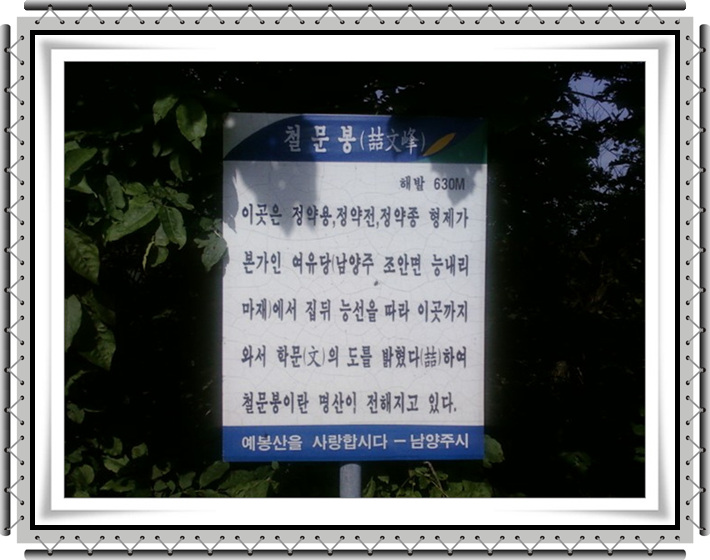 철문봉(喆文峰)
해발 630M
이곳은 정약용,정약전,정약종 형제가
본가인 여유당(남양주 조안면 능내리
마재)에서 집뒤 능선을 따라 이곳까지
와서 학문(文)의 도를 밝혔다(喆)하여
철문봉이란 명산이 전해지고 있다.
예봉산을 사랑합시다 - 남양주시